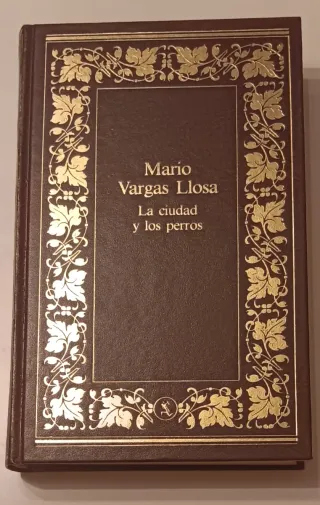 Mario
Vargas Llosa
La ciudad
y los perros